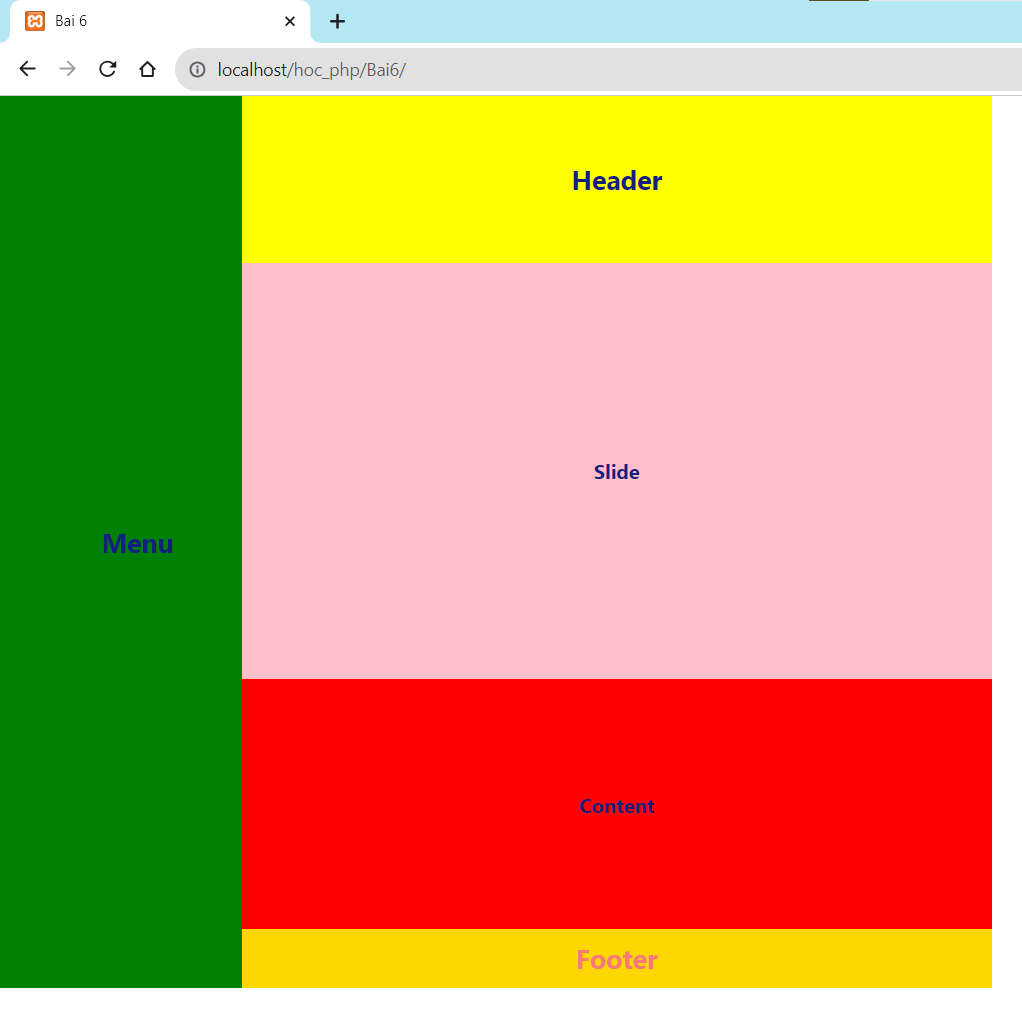 Bai 6
localhost/hoc_php/Bai6/
Header
Slide
Menu
Content
Footer